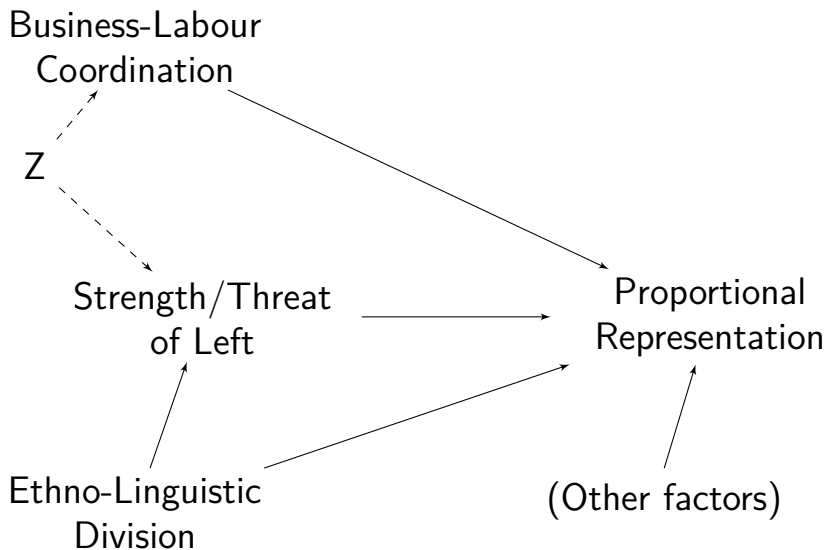 Business-Labour
Coordination
Z
Strength/Threat
of Left
Proportional
Representation
Ethno-Linguistic
Division
(Other factors)